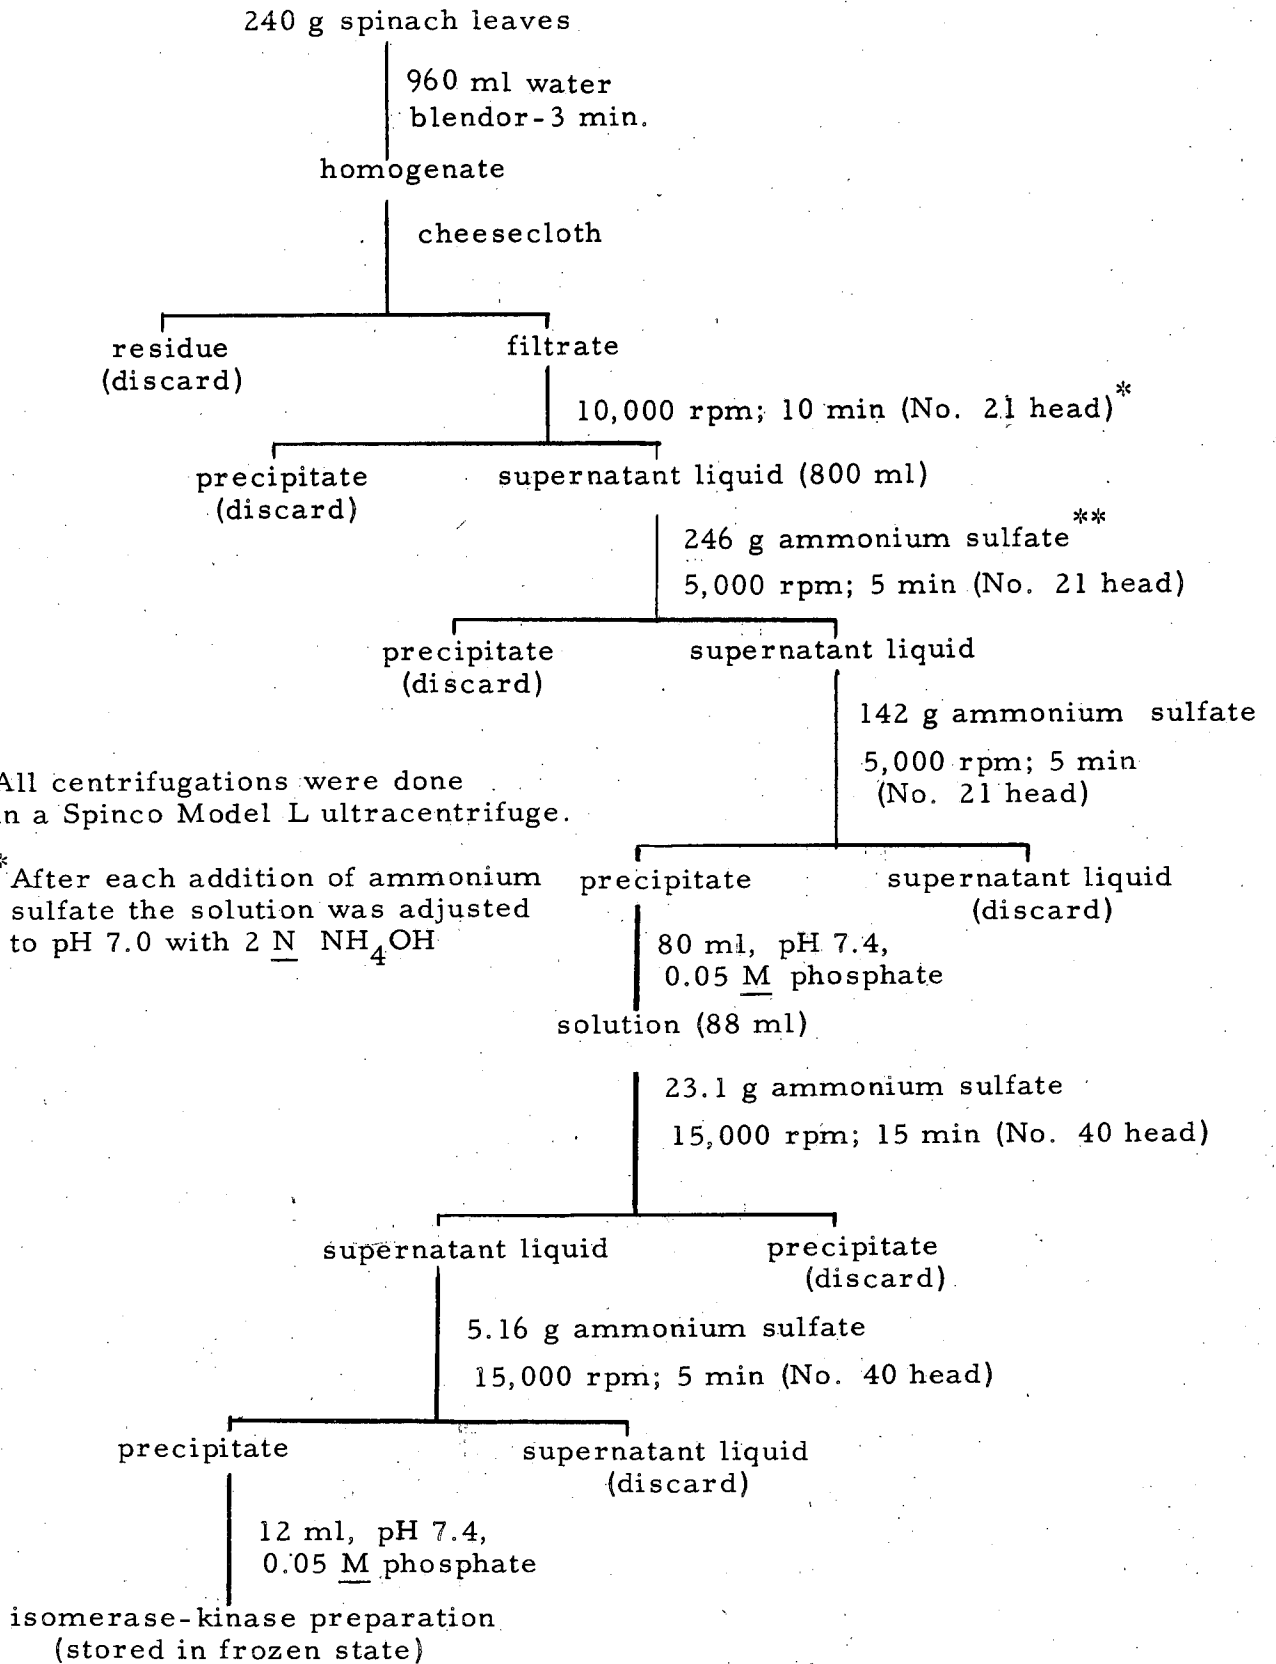 240 g spinach leaves
960 ml water
blendor-3 min.
homogenate
cheesecloth
residue
(discard)
filtrate
10,000 rpm; 10 min (No. 21 head)*
precipitate
(discard)
supernatant liquid (800 ml)
246 g ammonium sulfate**
5,000 rpm; 5 min (No. 21 head)
precipitate
(discard)
supernatant liquid
142 g ammonium sulfate
5,000 rpm; 5 min
(No. 21 head)
All centrifugations were done
in a Spinco Model L ultracentrifuge.
*After each addition of ammonium
sulfate the solution was adjusted
to pH 7.0 with 2 N NH4OH
precipitate
supernatant liquid
(discard)
80 ml, pH 7.4,
0.05 M phosphate
solution (88 ml)
23.1 g ammonium sulfate
15,000 rpm; 15 min (No. 40 head)
supernatant liquid
precipitate
(discard)
5.16 g ammonium sulfate
15,000 rpm; 5 min (No. 40 head)
precipitate
supernatant liquid
(discard)
12 ml, pH 7.4,
0.05 M phosphate
isomerase-kinase preparation
(stored in frozen state)